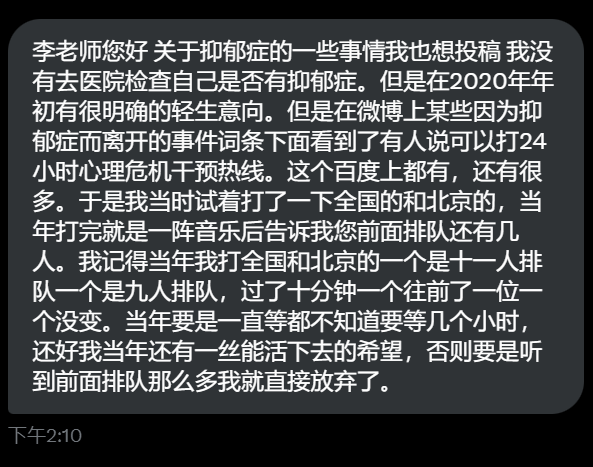 李老师您好 关于抑郁症的一些事情我也想投稿 我没
有去医院检查自己是否有抑郁症。但是在2020年年
初有很明确的轻生意向。但是在微博上某些因为抑
郁症而离开的事件词条下面看到了有人说可以打24
小时心理危机干预热线。这个百度上都有，还有很
多。于是我当时试着打了一下全国的和北京的，当
年打完就是一阵音乐后告诉我您前面排队还有几
人。我记得当年我打全国和北京的一个是十一人排
队一个是九人排队，过了十分钟一个往前了一位一
个没变。当年要是一直等都不知道要等几个小时，
还好我当年还有一丝能活下去的希望，否则要是听
到前面排队那么多我就直接放弃了。
下午2:10